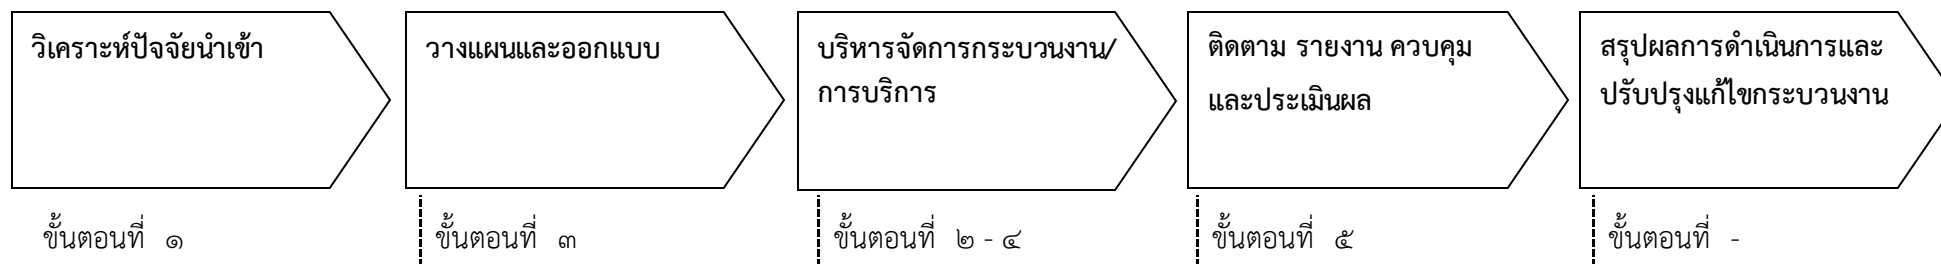 วิเคราะห์ปัจจัยนำเข้า
วางแผนและออกแบบ
บริหารจัดการกระบวนงาน/
การบริการ
ติดตาม รายงาน ควบคุม
และประเมินผล
สรุปผลการดำเนินการและ
ปรับปรุงแก้ไขกระบวนงาน
ขั้นตอนที่ ๑
ขั้นตอนที่ ๓
ขั้นตอนที่ ๒ - ๔
ขั้นตอนที่ ๕
ขั้นตอนที่ -